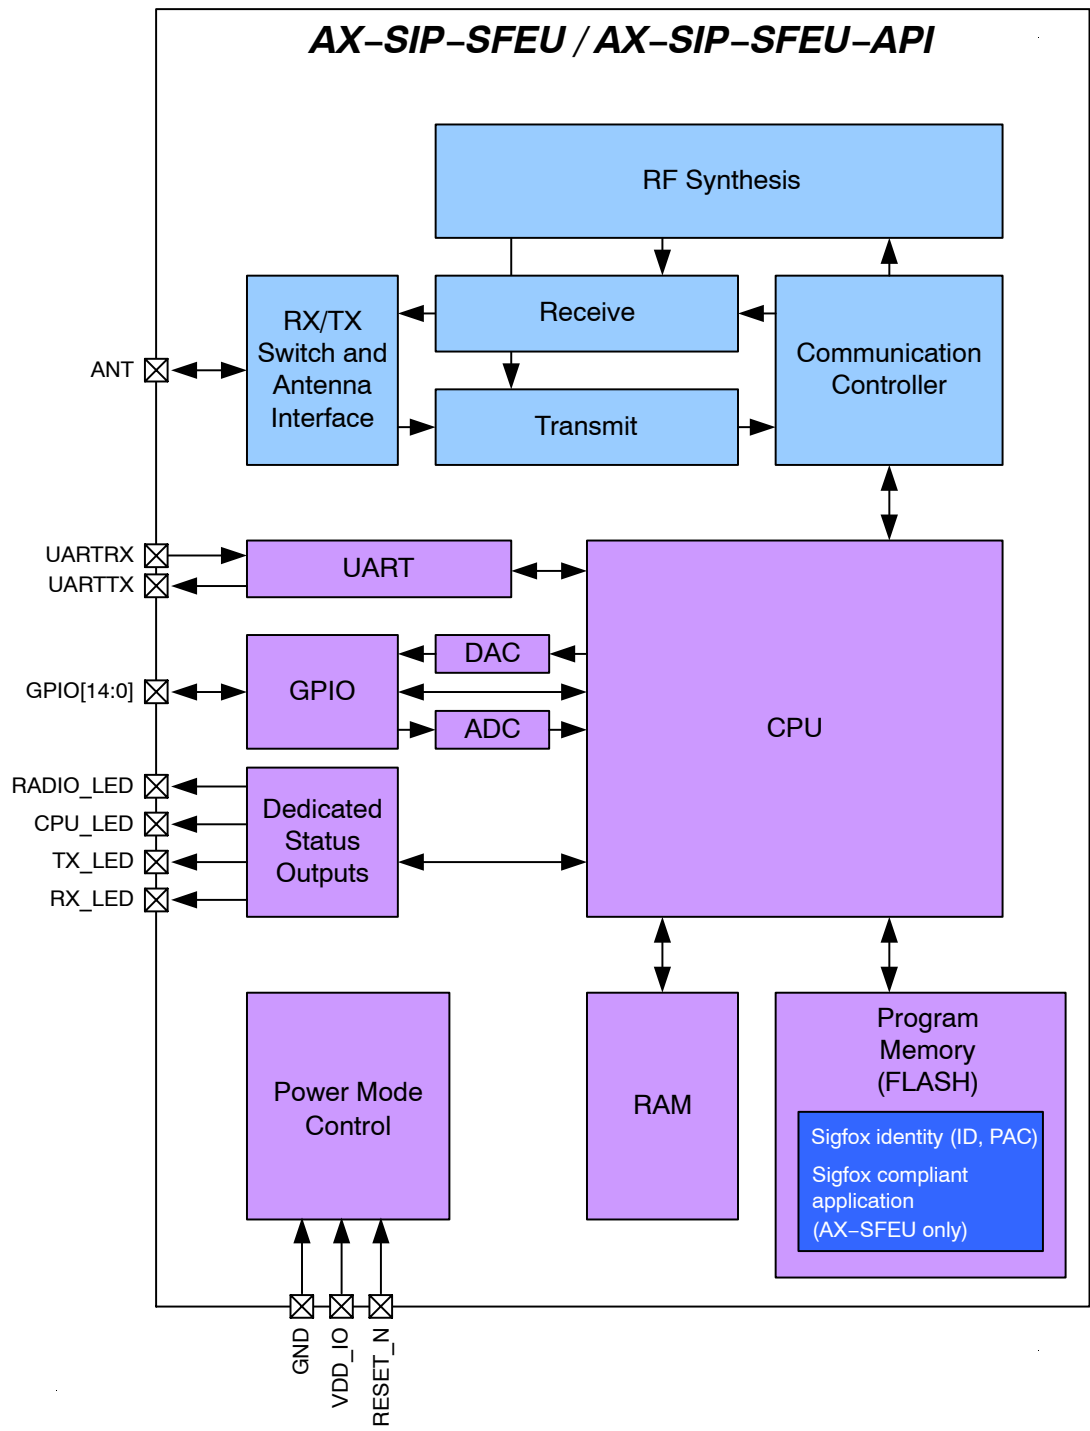 AX–SIP–SFEU / AX–SIP–SFEU–API
RF Synthesis
RX/TX
Switch and
Antenna
Interface
Receive
Transmit
Communication
Controller
ANT
UARTRX
UARTTX
UART
GPIO[14:0]
GPIO
DAC
ADC
CPU
RADIO_LED
CPU_LED
TX_LED
RX_LED
Dedicated
Status
Outputs
Power Mode
Control
RAM
Program
Memory
(FLASH)
Sigfox identity (ID, PAC)
Sigfox compliant
application
(AX–SFEU only)
GND
VDD_IO
RESET_N